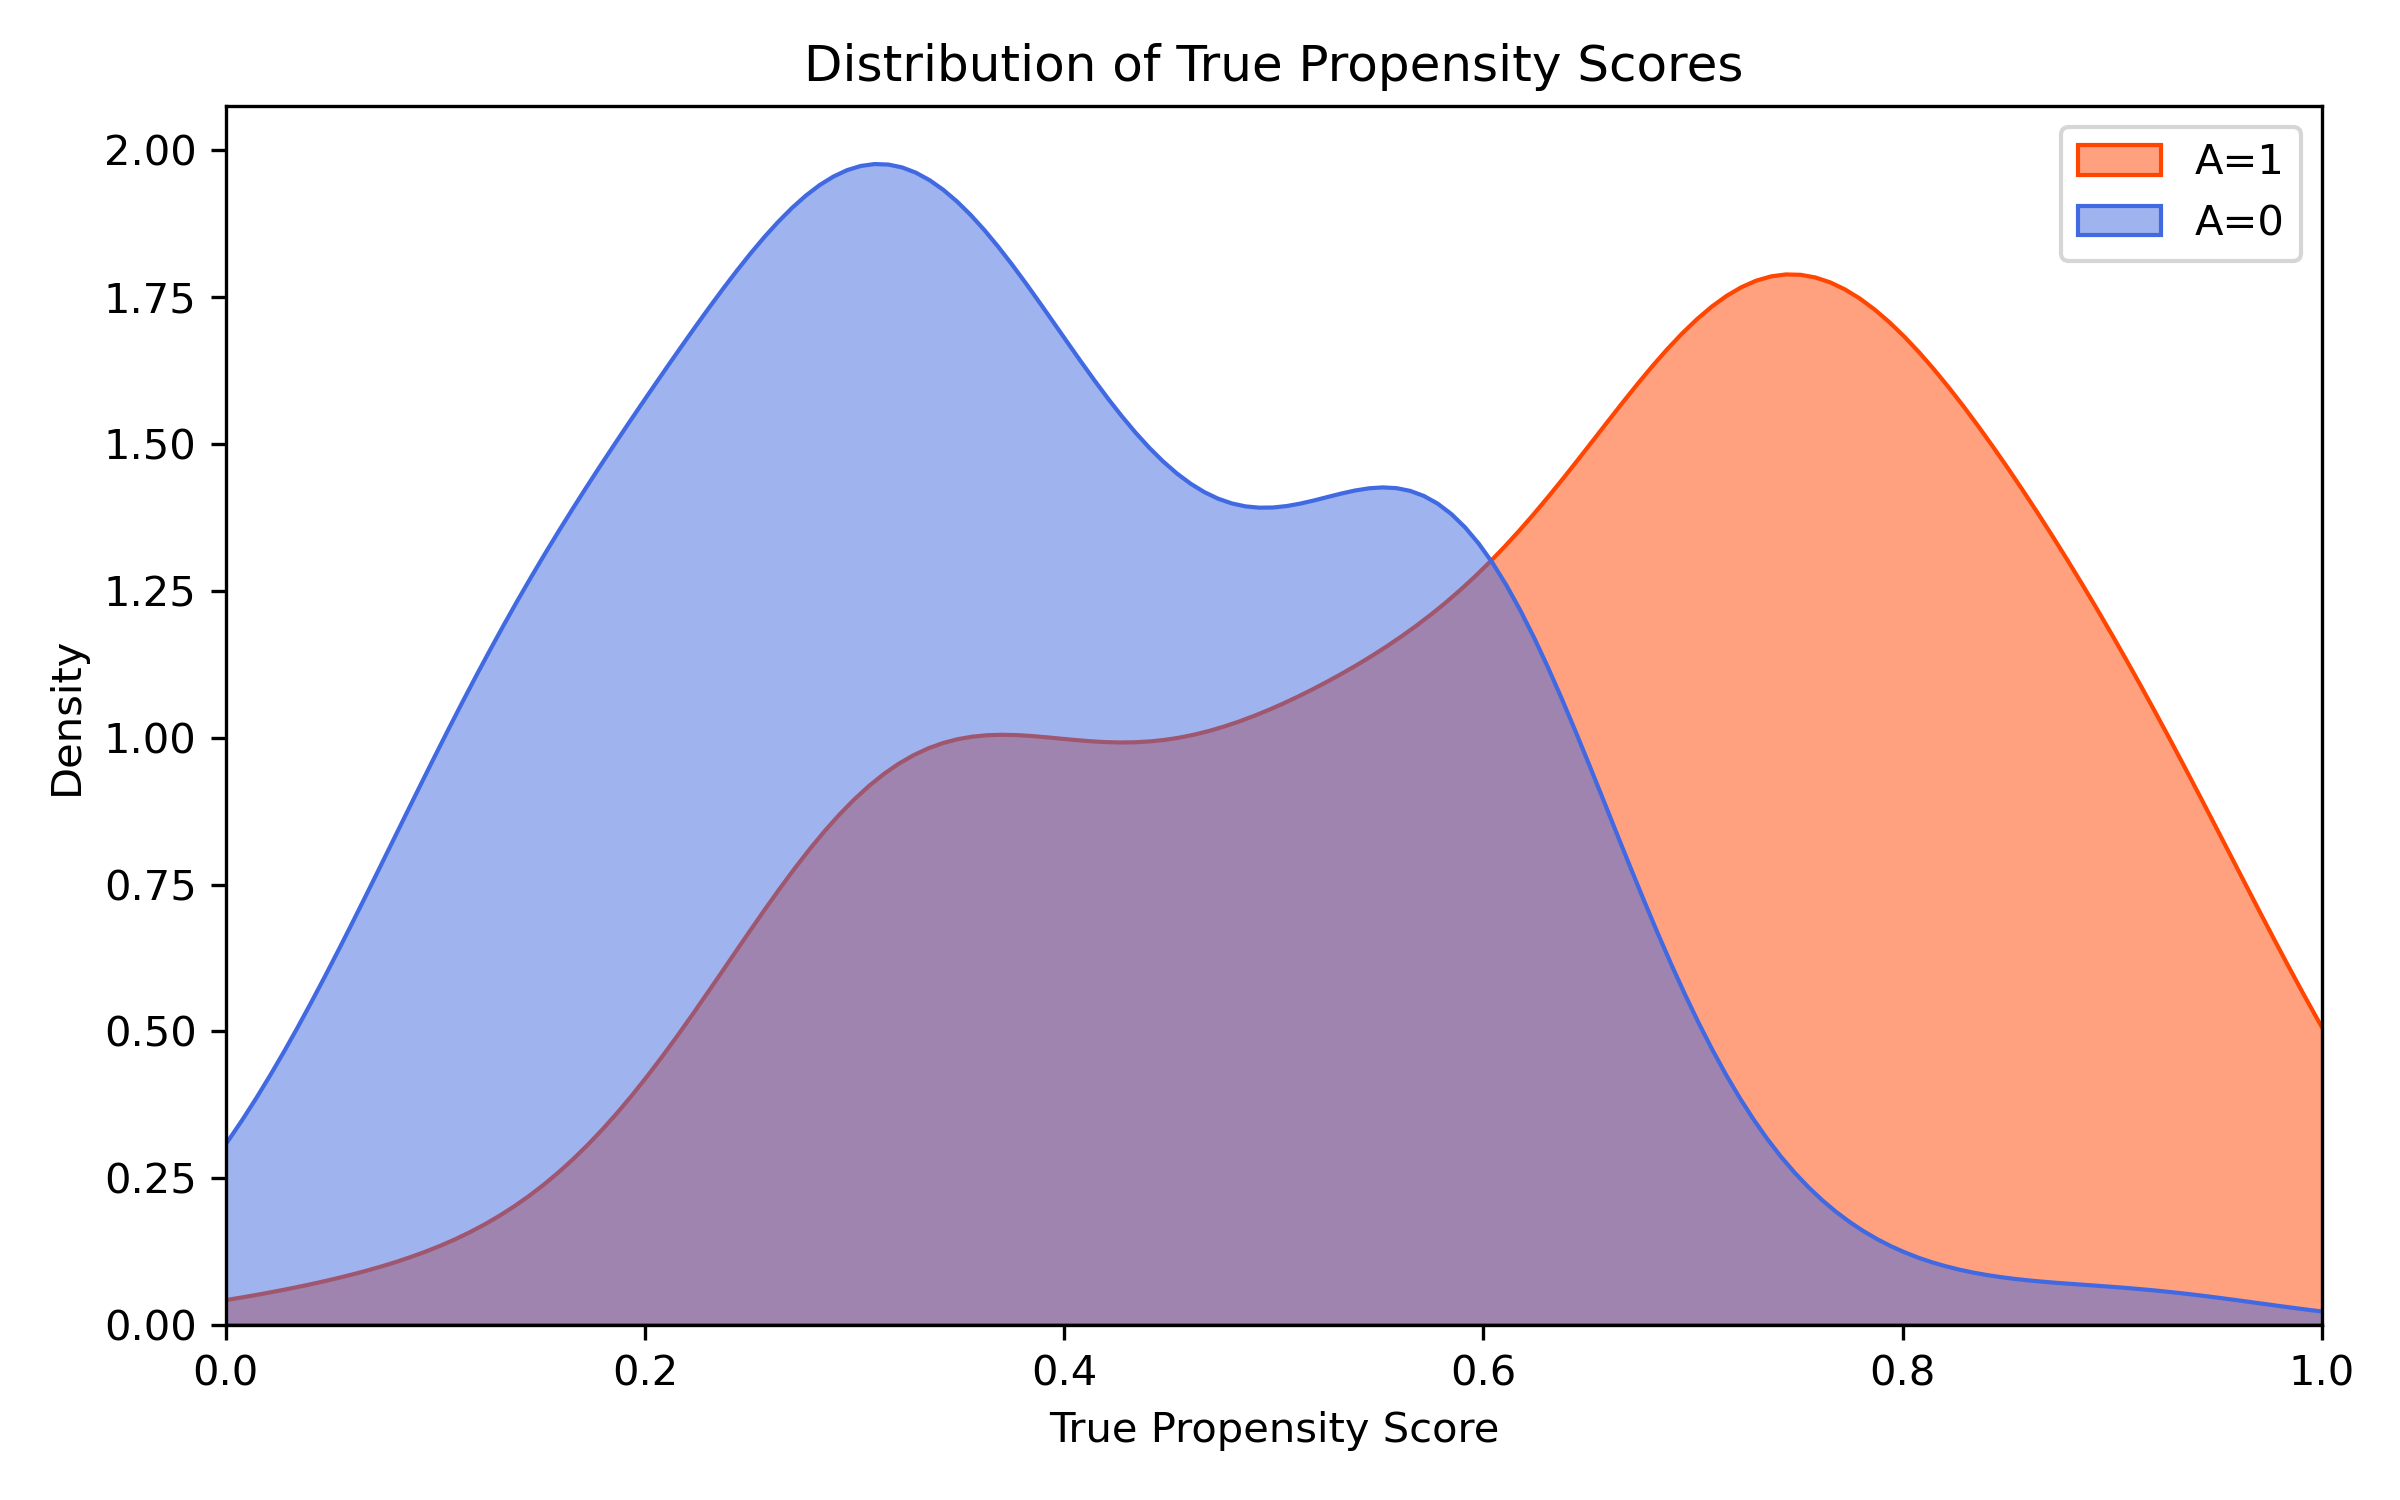 Distribution of True Propensity Scores
A=1
A=0
Density
2.00
1.75
1.50
1.25
1.00
0.75
0.50
0.25
0.00
0.0 0.2 0.4 0.6 0.8 1.0
True Propensity Score